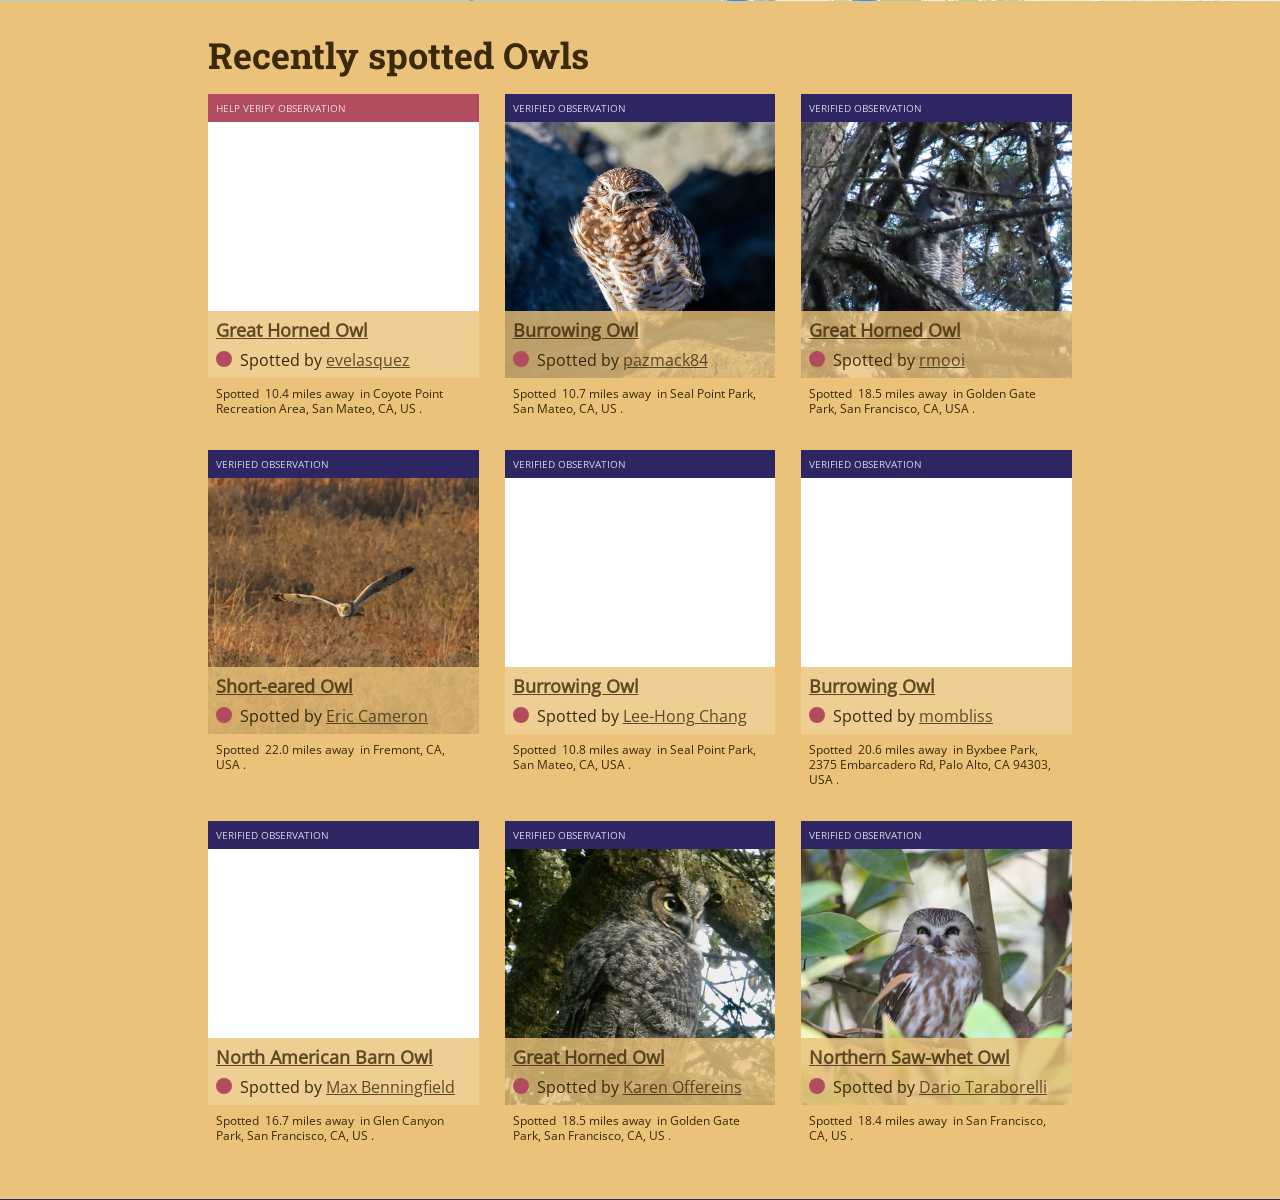 Recently spotted Owls
HELP VERIFY OBSERVATION
Great Horned Owl
Spotted by evelasquez
Spotted 10.4 miles away in Coyote Point
Recreation Area, San Mateo, CA, US .
VERIFIED OBSERVATION
Burrowing Owl
Spotted by pazmack84
Spotted 10.7 miles away in Seal Point Park,
San Mateo, CA, US .
VERIFIED OBSERVATION
Great Horned Owl
Spotted by rmooi
Spotted 18.5 miles away in Golden Gate
Park, San Francisco, CA, USA .
VERIFIED OBSERVATION
Short-eared Owl
Spotted by Eric Cameron
Spotted 22.0 miles away in Fremont, CA,
USA .
VERIFIED OBSERVATION
Burrowing Owl
Spotted by Lee-Hong Chang
Spotted 10.8 miles away in Seal Point Park,
San Mateo, CA, USA .
VERIFIED OBSERVATION
Burrowing Owl
Spotted by mombliss
Spotted 20.6 miles away in Byxbee Park,
2375 Embarcadero Rd, Palo Alto, CA 94303,
USA .
VERIFIED OBSERVATION
North American Barn Owl
Spotted by Max Benningfield
Spotted 16.7 miles away in Glen Canyon
Park, San Francisco, CA, US .
VERIFIED OBSERVATION
Great Horned Owl
Spotted by Karen Offereins
Spotted 18.5 miles away in Golden Gate
Park, San Francisco, CA, US .
VERIFIED OBSERVATION
Northern Saw-whet Owl
Spotted by Dario Taraborelli
Spotted 18.4 miles away in San Francisco,
CA, US .